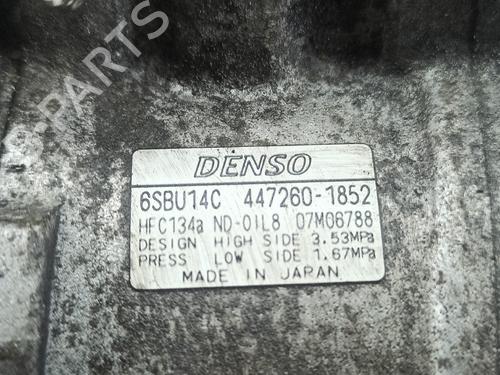 DENSO
6SBU14C 447260-1852
HFC134a ND-OIL8 07M06788
DESIGN HIGH SIDE 3.53MPa
PRESS LOW SIDE 1.67MPa
MADE IN JAPAN
B-PARTS